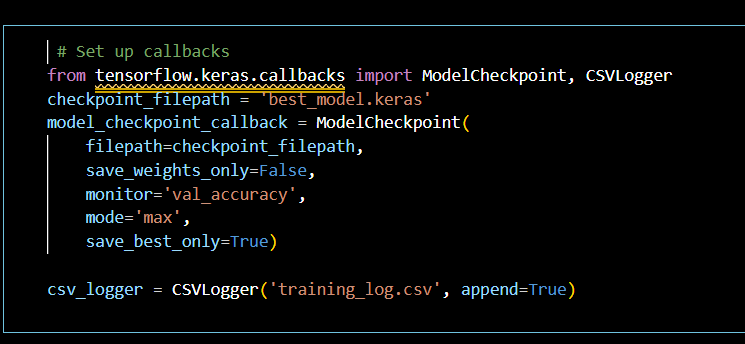 # Set up callbacks
from tensorflow.keras.callbacks import ModelCheckpoint, CSVLogger
checkpoint_filepath = 'best_model.keras'
model_checkpoint_callback = ModelCheckpoint(
    filepath=checkpoint_filepath,
    save_weights_only=False,
    monitor='val_accuracy',
    mode='max',
    save_best_only=True)
csv_logger = CSVLogger('training_log.csv', append=True)